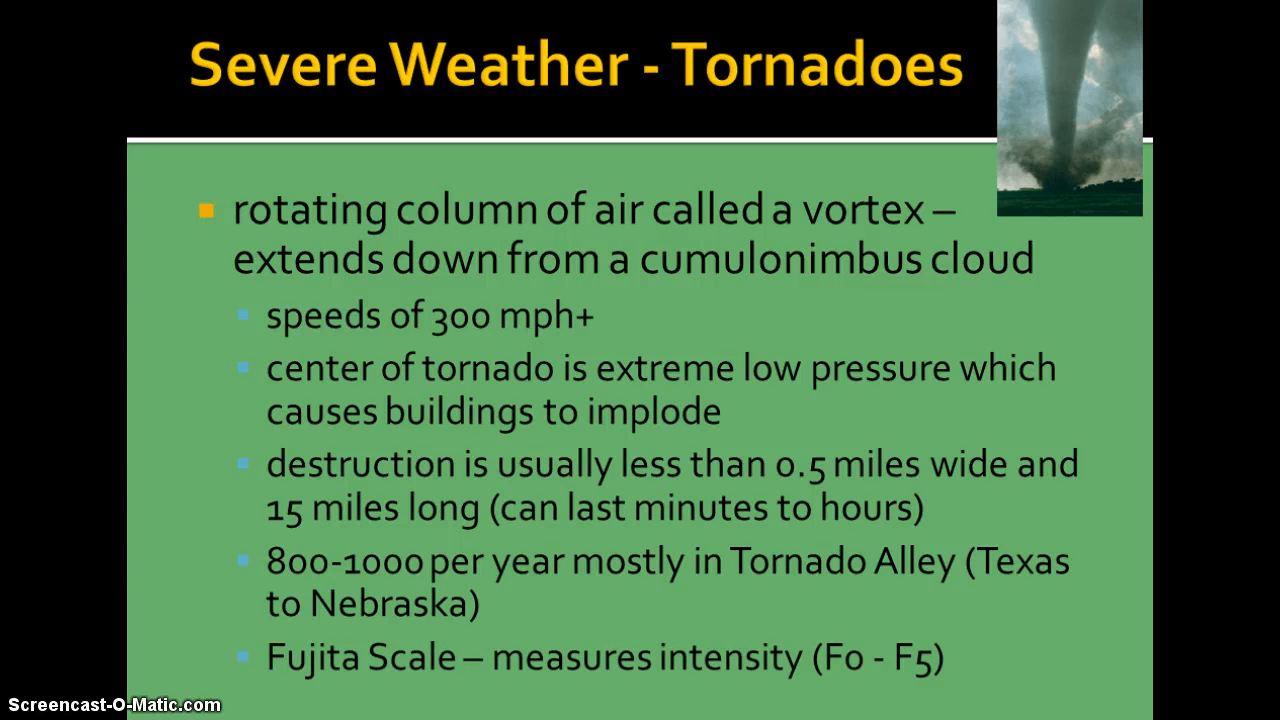 Severe Weather - Tornadoes
rotating column of air called a vortex –
extends down from a cumulonimbus cloud
speeds of 300 mph+
center of tornado is extreme low pressure which
causes buildings to implode
destruction is usually less than 0.5 miles wide and
15 miles long (can last minutes to hours)
800-1000 per year mostly in Tornado Alley (Texas
to Nebraska)
Fujita Scale – measures intensity (F0 - F5)
Screencast-O-Matic.com